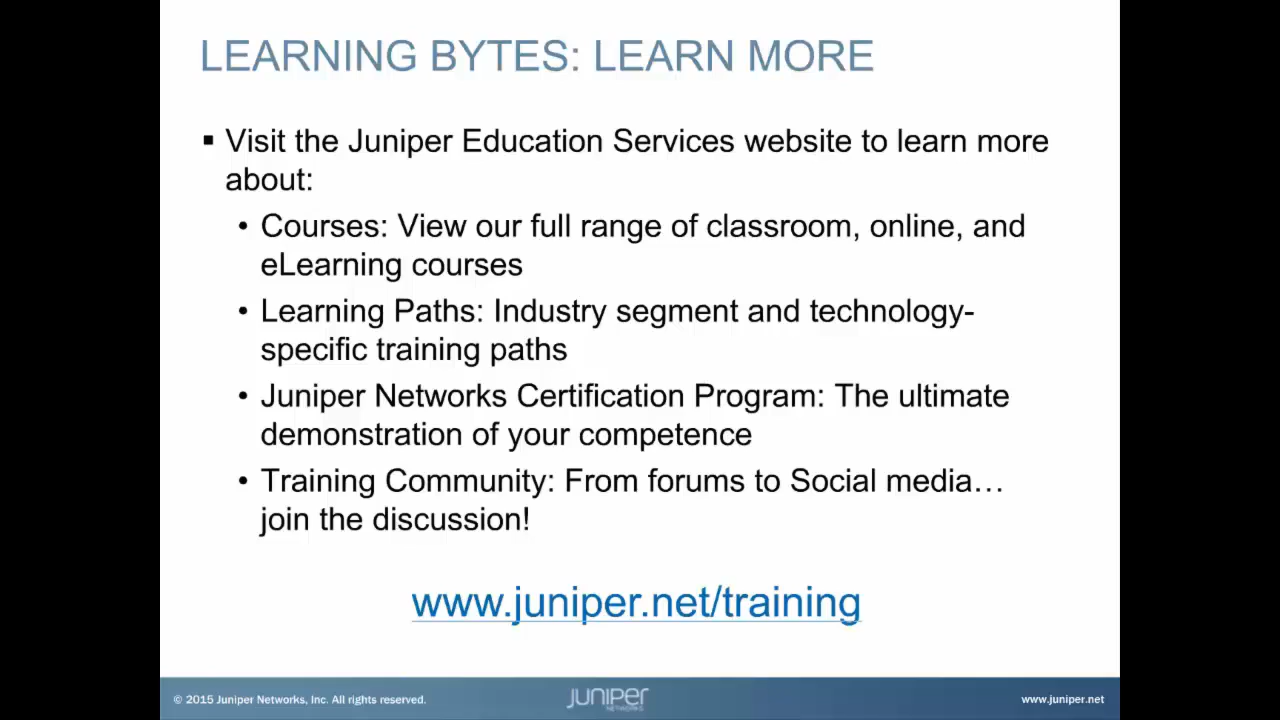 LEARNING BYTES: LEARN MORE
▪ Visit the Juniper Education Services website to learn more
about:
• Courses: View our full range of classroom, online, and
eLearning courses
• Learning Paths: Industry segment and technology-
specific training paths
• Juniper Networks Certification Program: The ultimate
demonstration of your competence
• Training Community: From forums to Social media…
join the discussion!
www.juniper.net/training
© 2015 Juniper Networks, Inc. All rights reserved.
JUNIPER
NETWORKS
www.juniper.net